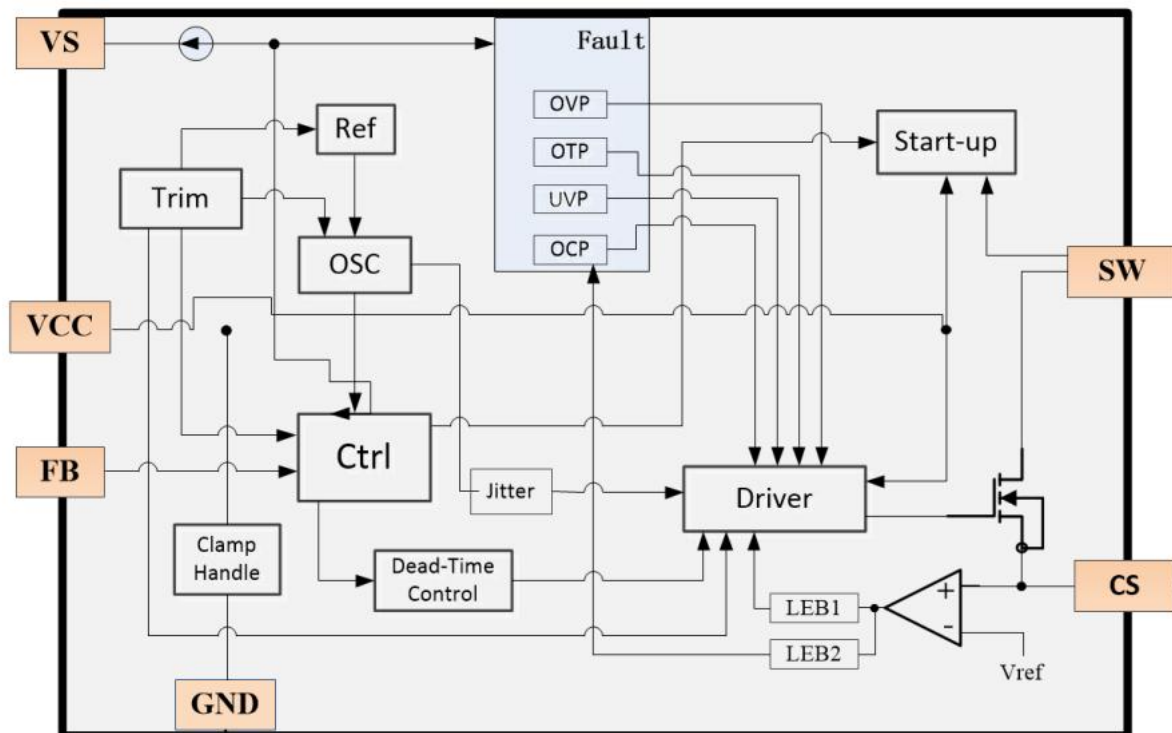 VS
Fault
OVP
Ref
Start-up
OTP
Trim
UVP
OCP
OSC
SW
VCC
Ctrl
FB
Jitter
Driver
Clamp
Handle
Dead-Time
Control
CS
+
-
LEB1
LEB2
Vref
GND